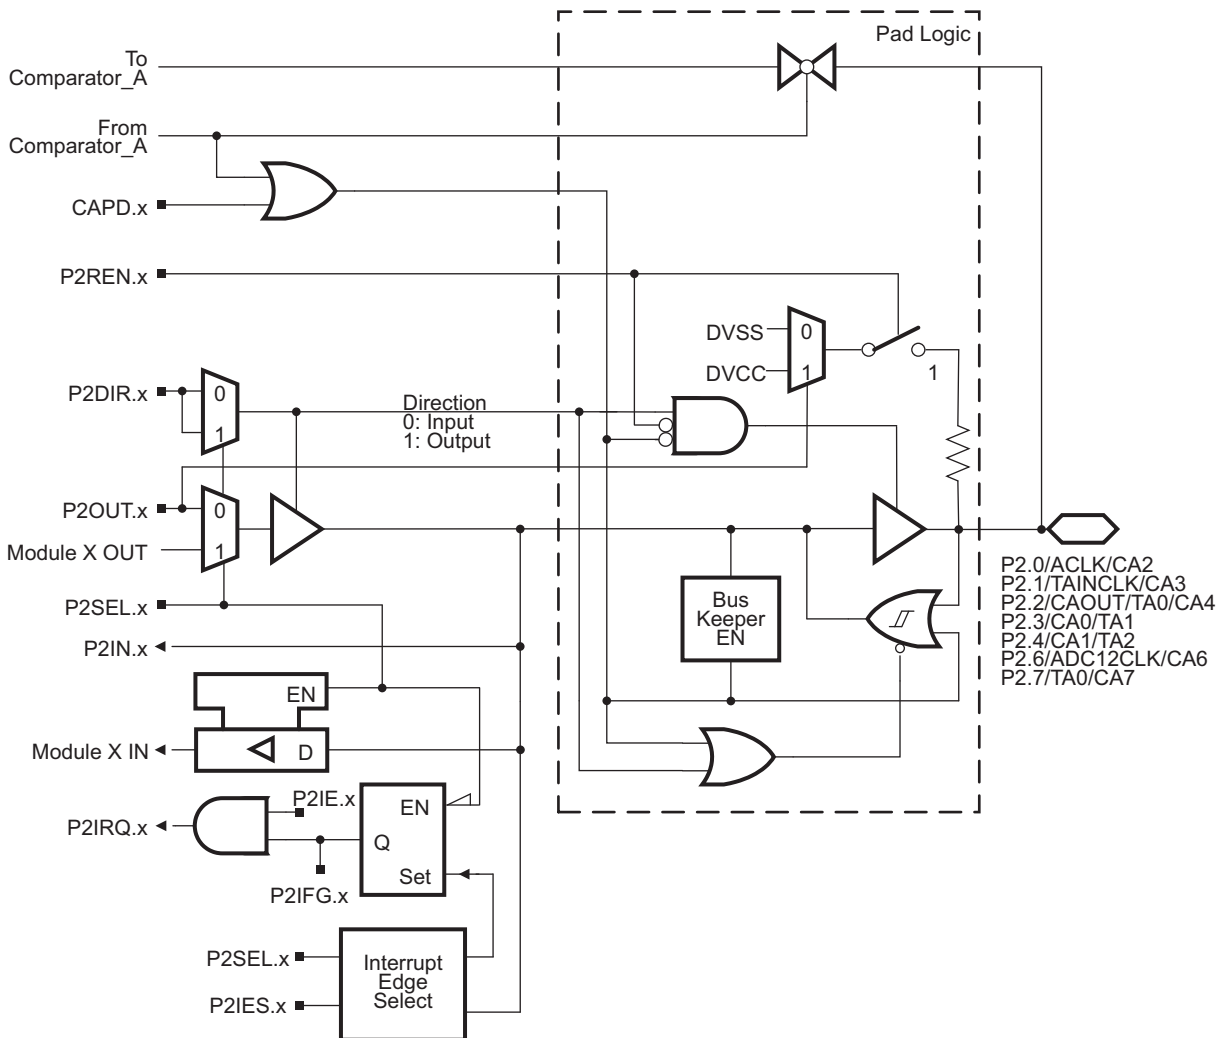 Pad Logic
To
Comparator_A
From
Comparator_A
CAPD.x
P2REN.x
DVSS
0
DVCC
1
1
P2DIR.x
0
1
Direction
0: Input
1: Output
P2OUT.x
0
Module X OUT
1
P2SEL.x
P2IN.x
Bus
Keeper
EN
P2.0/ACLK/CA2
P2.1/TAINCLK/CA3
P2.2/CAOUT/TA0/CA4
P2.3/CA0/TA1
P2.4/CA1/TA2
P2.6/ADC12CLK/CA6
P2.7/TA0/CA7
EN
Module X IN
D
P2IE.x
EN
P2IRQ.x
Q
Set
P2IFG.x
P2SEL.x
P2IES.x
Interrupt
Edge
Select